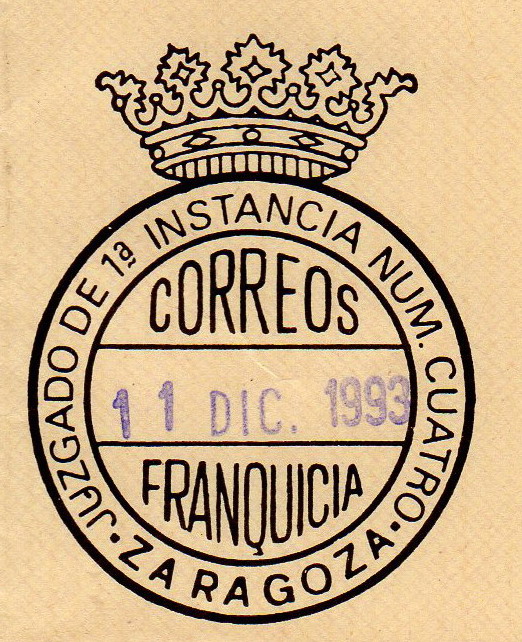 JUZGADO DE 1ª INSTANCIA NUM. CUATRO · ZARAGOZA ·
CORREOS
11 DIC. 1993
FRANQUICIA